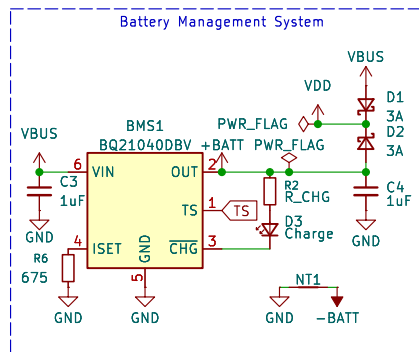 Battery Management System
VBUS
VDD
D1
3A
PWR_FLAG
D2
3A
BMS1
BQ21040DBV
+BATT
PWR_FLAG
VBUS
6
VIN
OUT
2
C3
1uF
GND
R2
R_CHG
C4
1uF
GND
TS
1
TS
D3
Charge
4
ISET
GND
CHG
3
R6
675
5
GND
GND
NT1
GND
-BATT